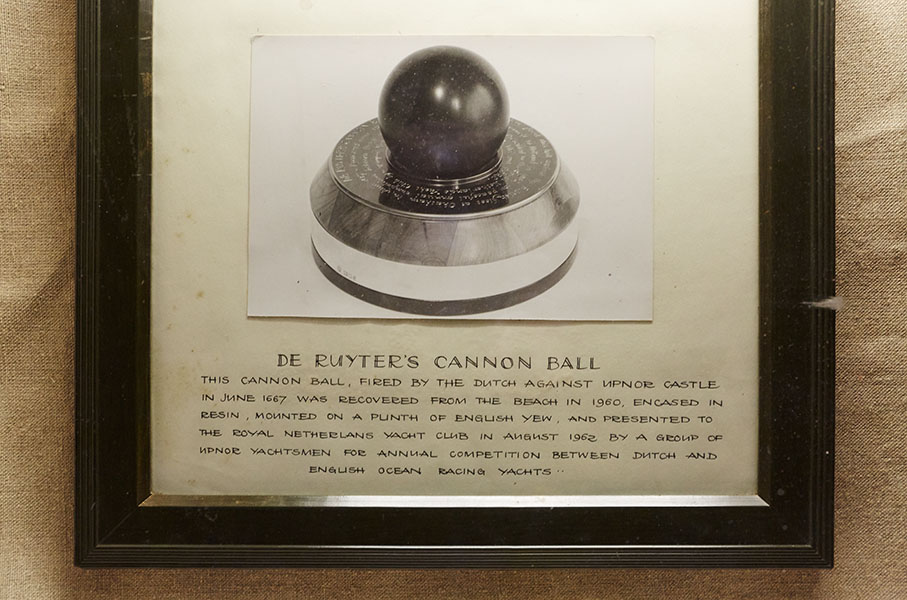 DE RUYTER'S CANNON BALL
THIS CANNON BALL, FIRED BY THE DUTCH AGAINST UPNOR CASTLE
IN JUNE 1667 WAS RECOVERED FROM THE BEACH IN 1960, ENCASED IN
RESIN, MOUNTED ON A PLINTH OF ENGLISH YEW, AND PRESENTED TO
THE ROYAL NETHERLANS YACHT CLUB IN AUGUST 1962 BY A GROUP OF
UPNOR YACHTSMEN FOR ANNUAL COMPETITION BETWEEN DUTCH AND
ENGLISH OCEAN RACING YACHTS..